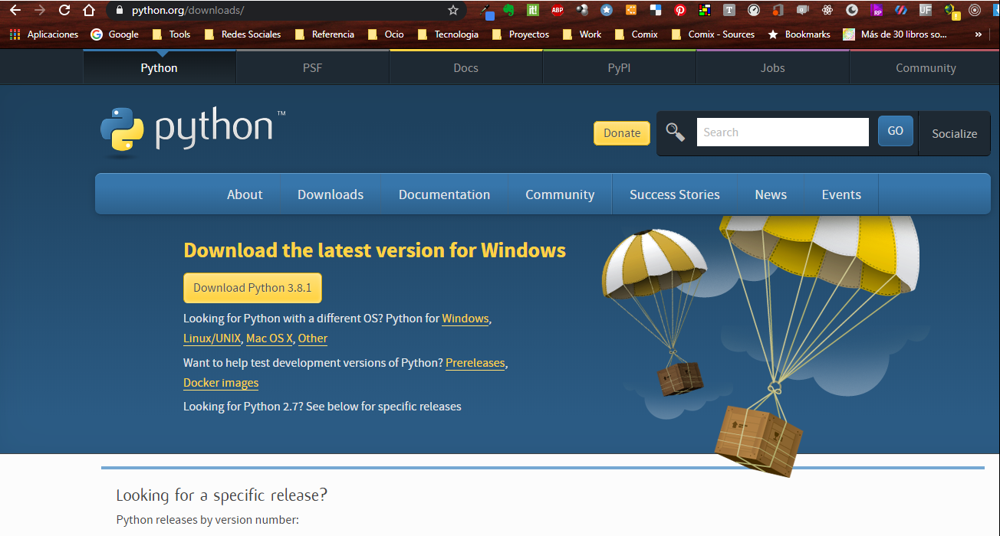 python.org/downloads/
Aplicaciones Google Tools Redes Sociales Referencia Ocio Tecnologia Proyectos Work Comix Comix - Sources Bookmarks Más de 30 libros so... »
Python PSF Docs PyPI Jobs Community
python™
Donate Search GO Socialize
About Downloads Documentation Community Success Stories News Events
Download the latest version for Windows
Download Python 3.8.1
Looking for Python with a different OS? Python for Windows,
Linux/UNIX, Mac OS X, Other
Want to help test development versions of Python? Prereleases,
Docker images
Looking for Python 2.7? See below for specific releases
Looking for a specific release?
Python releases by version number: